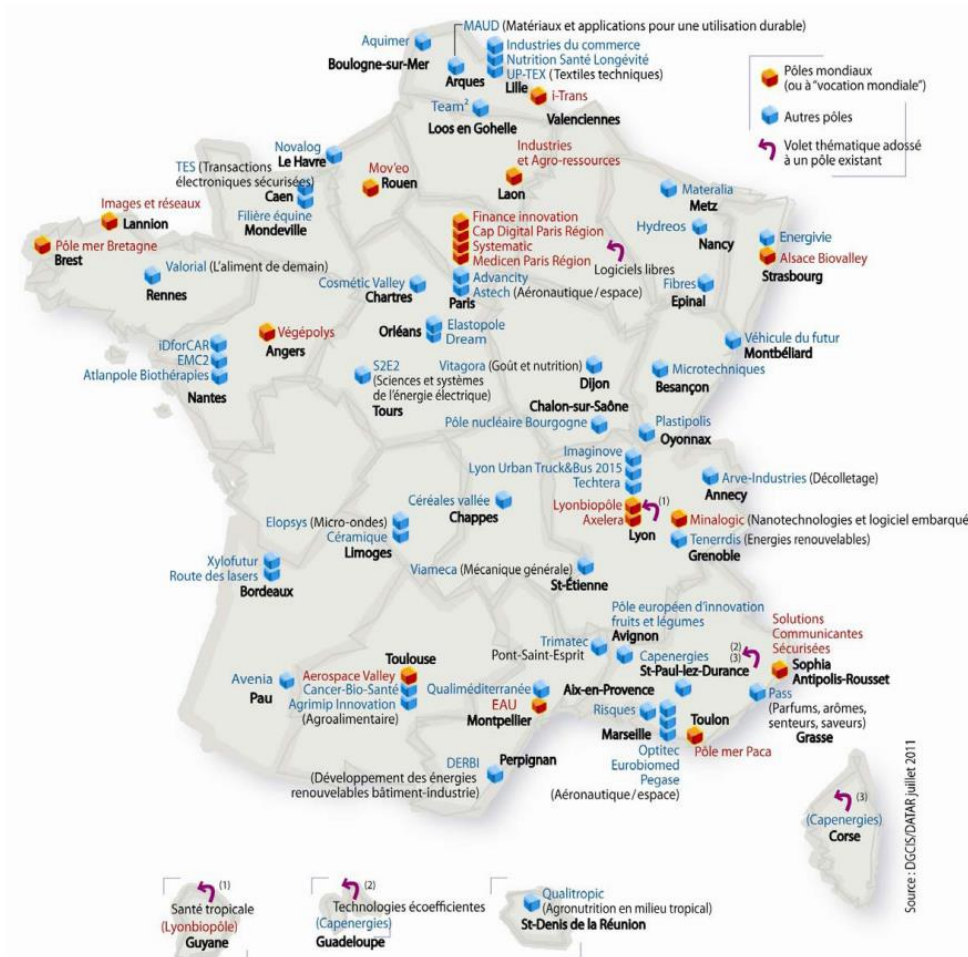 MAUD (Matériaux et applications pour une utilisation durable)
Aquimer
Boulogne-sur-Mer
Arques
Industries du commerce
Nutrition Santé Longévité
UP-TEX (Textiles techniques)
Lille
i-Trans
Valenciennes
Team²
Loos en Gohelle
Pôles mondiaux
(ou à "vocation mondiale")
Autres pôles
Volet thématique adossé
à un pôle existant
Novalog
Le Havre
TES (Transactions
électroniques sécurisées)
Caen
Filière équine
Mondeville
Mov'eo
Rouen
Industries
et Agro-ressources
Laon
Materalia
Metz
Hydreos
Nancy
Energivie
Alsace Biovalley
Strasbourg
Images et réseaux
Lannion
Pôle mer Bretagne
Brest
Valorial (L'aliment de demain)
Rennes
Finance innovation
Cap Digital Paris Région
Systematic
Medicen Paris Région
Advancity
Astech (Aéronautique/espace)
Paris
Logiciels libres
Cosmétic Valley
Chartres
Fibres
Epinal
Orléans
Elastopole
Dream
Végépolys
Angers
iDforCAR
EMC2
Atlanpole Biothérapies
Nantes
S2E2
(Sciences et systèmes
de l'énergie électrique)
Tours
Vitagora (Goût et nutrition)
Dijon
Véhicule du futur
Montbéliard
Microtechniques
Besançon
Chalon-sur-Saône
Pôle nucléaire Bourgogne
Plastipolis
Oyonnax
Imaginove
Lyon Urban Truck&Bus 2015
Techtera
Lyonbiopôle
Axelera
(1)
Lyon
Arve-Industries (Décolletage)
Annecy
Minalogic (Nanotechnologies et logiciel embarqué
Tenerrdis (Energies renouvelables)
Grenoble
Céréales vallée
Chappes
Elopsys (Micro-ondes)
Céramique
Limoges
Viameca (Mécanique générale)
St-Étienne
Xylofutur
Route des lasers
Bordeaux
Pôle européen d'innovation
fruits et légumes
Avignon
Trimatec
Pont-Saint-Esprit
Capenergies
(2)
(3)
St-Paul-lez-Durance
Solutions
Communicantes
Sécurisées
Sophia
Antipolis-Rousset
Avenia
Pau
Toulouse
Aerospace Valley
Cancer-Bio-Santé
Agrimip Innovation
(Agroalimentaire)
Qualiméditerranée
EAU
Montpellier
Aix-en-Provence
Risques
Marseille
Optitec
Eurobiomed
Pegase
(Aéronautique/espace)
Toulon
Pôle mer Paca
Pass
(Parfums, arômes,
senteurs, saveurs)
Grasse
Perpignan
DERBI
(Développement des énergies
renouvelables bâtiment-industrie)
(3)
(Capenergies)
Corse
Source : DGCIS/DATAR juillet 2011
(1)
Santé tropicale
(Lyonbiopôle)
Guyane
(2)
Technologies écoefficientes
(Capenergies)
Guadeloupe
Qualitropic
(Agronutrition en milieu tropical)
St-Denis de la Réunion